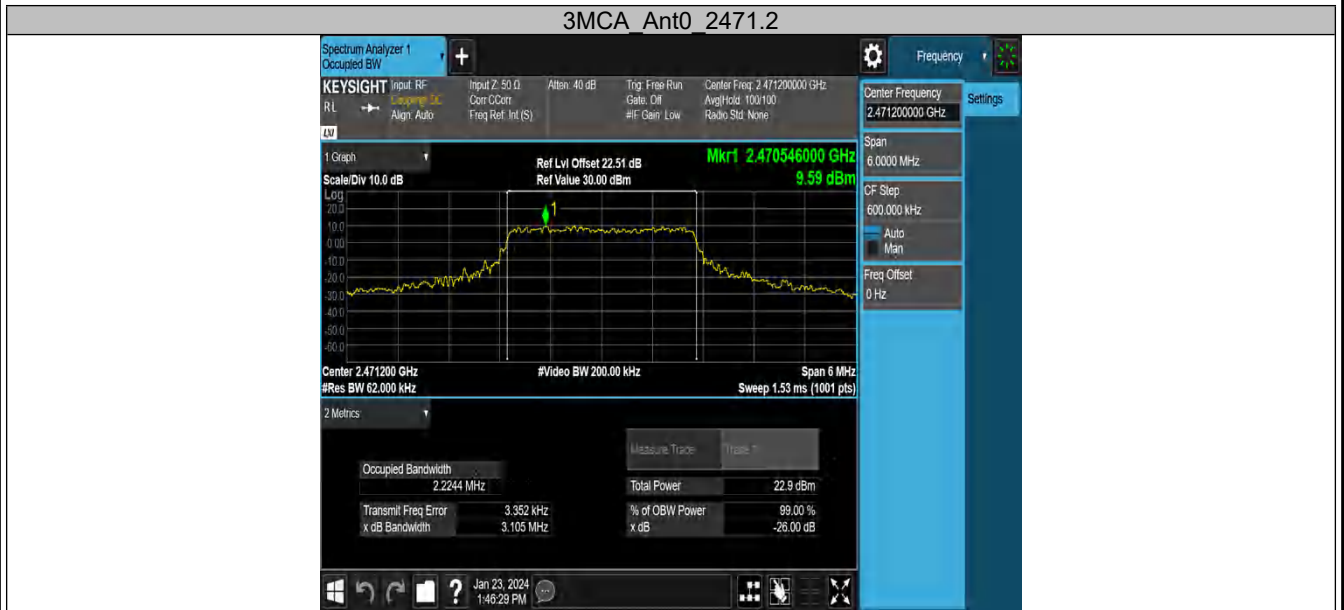 3MCA_Ant0_2471.2
Spectrum Analyzer 1
Occupied BW
+
Frequency
KEYSIGHT
Input: RF
Coupling: DC
Align: Auto
RL
LXI
Input Z: 50 Ω
Corr CCorr
Freq Ref: Int (S)
Atten: 40 dB
Trig: Free Run
Gate: Off
#IF Gain: Low
Center Freq: 2.471200000 GHz
Avg|Hold: 100/100
Radio Std: None
Center Frequency
2.471200000 GHz
Settings
Span
6.0000 MHz
CF Step
600.000 kHz
Auto
Man
Freq Offset
0 Hz
1 Graph
Scale/Div 10.0 dB
Ref Lvl Offset 22.51 dB
Ref Value 30.00 dBm
Mkr1 2.470546000 GHz
9.59 dBm
Log
20.0
10.0
0.00
-10.0
-20.0
-30.0
-40.0
-50.0
-60.0
1
Center 2.471200 GHz
#Video BW 200.00 kHz
Span 6 MHz
#Res BW 62.000 kHz
Sweep 1.53 ms (1001 pts)
2 Metrics
Measure Trace
Trace 1
Occupied Bandwidth
2.2244 MHz
Total Power
22.9 dBm
Transmit Freq Error
3.352 kHz
% of OBW Power
99.00 %
x dB Bandwidth
3.105 MHz
x dB
-26.00 dB
?
Jan 23, 2024
1:46:29 PM